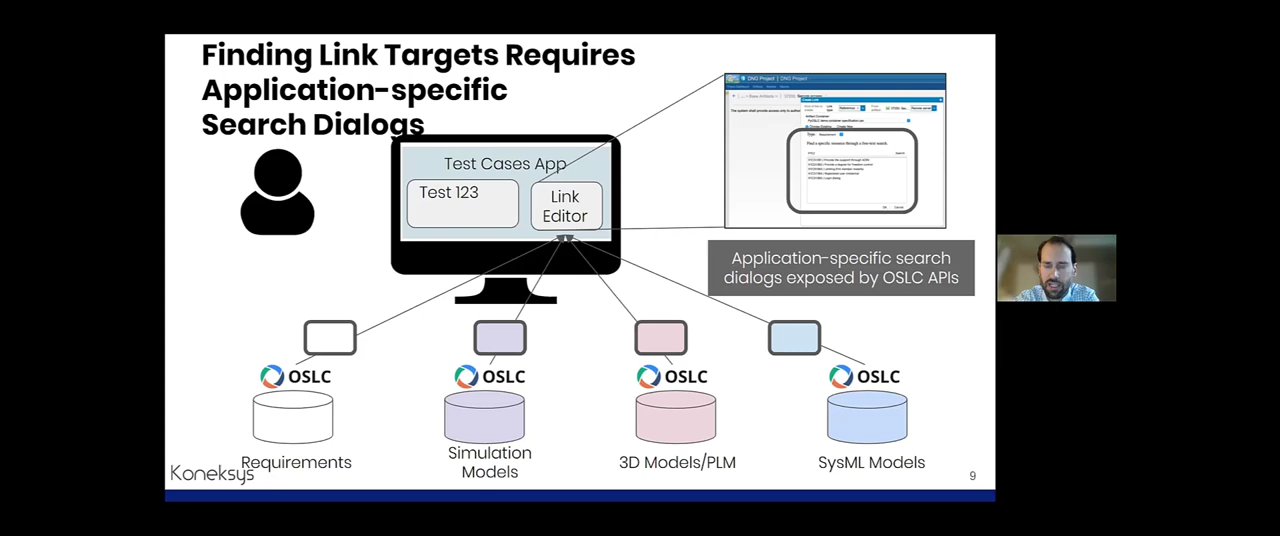 Finding Link Targets Requires
Application-specific
Search Dialogs
DNG Project | DNG Project
Find a specific resource through a free-text search.
Test Cases App
Test 123
Link
Editor
Application-specific search
dialogs exposed by OSLC APIs
OSLC
OSLC
OSLC
OSLC
Requirements
Simulation
Models
3D Models/PLM
SysML Models
Koneksys
9